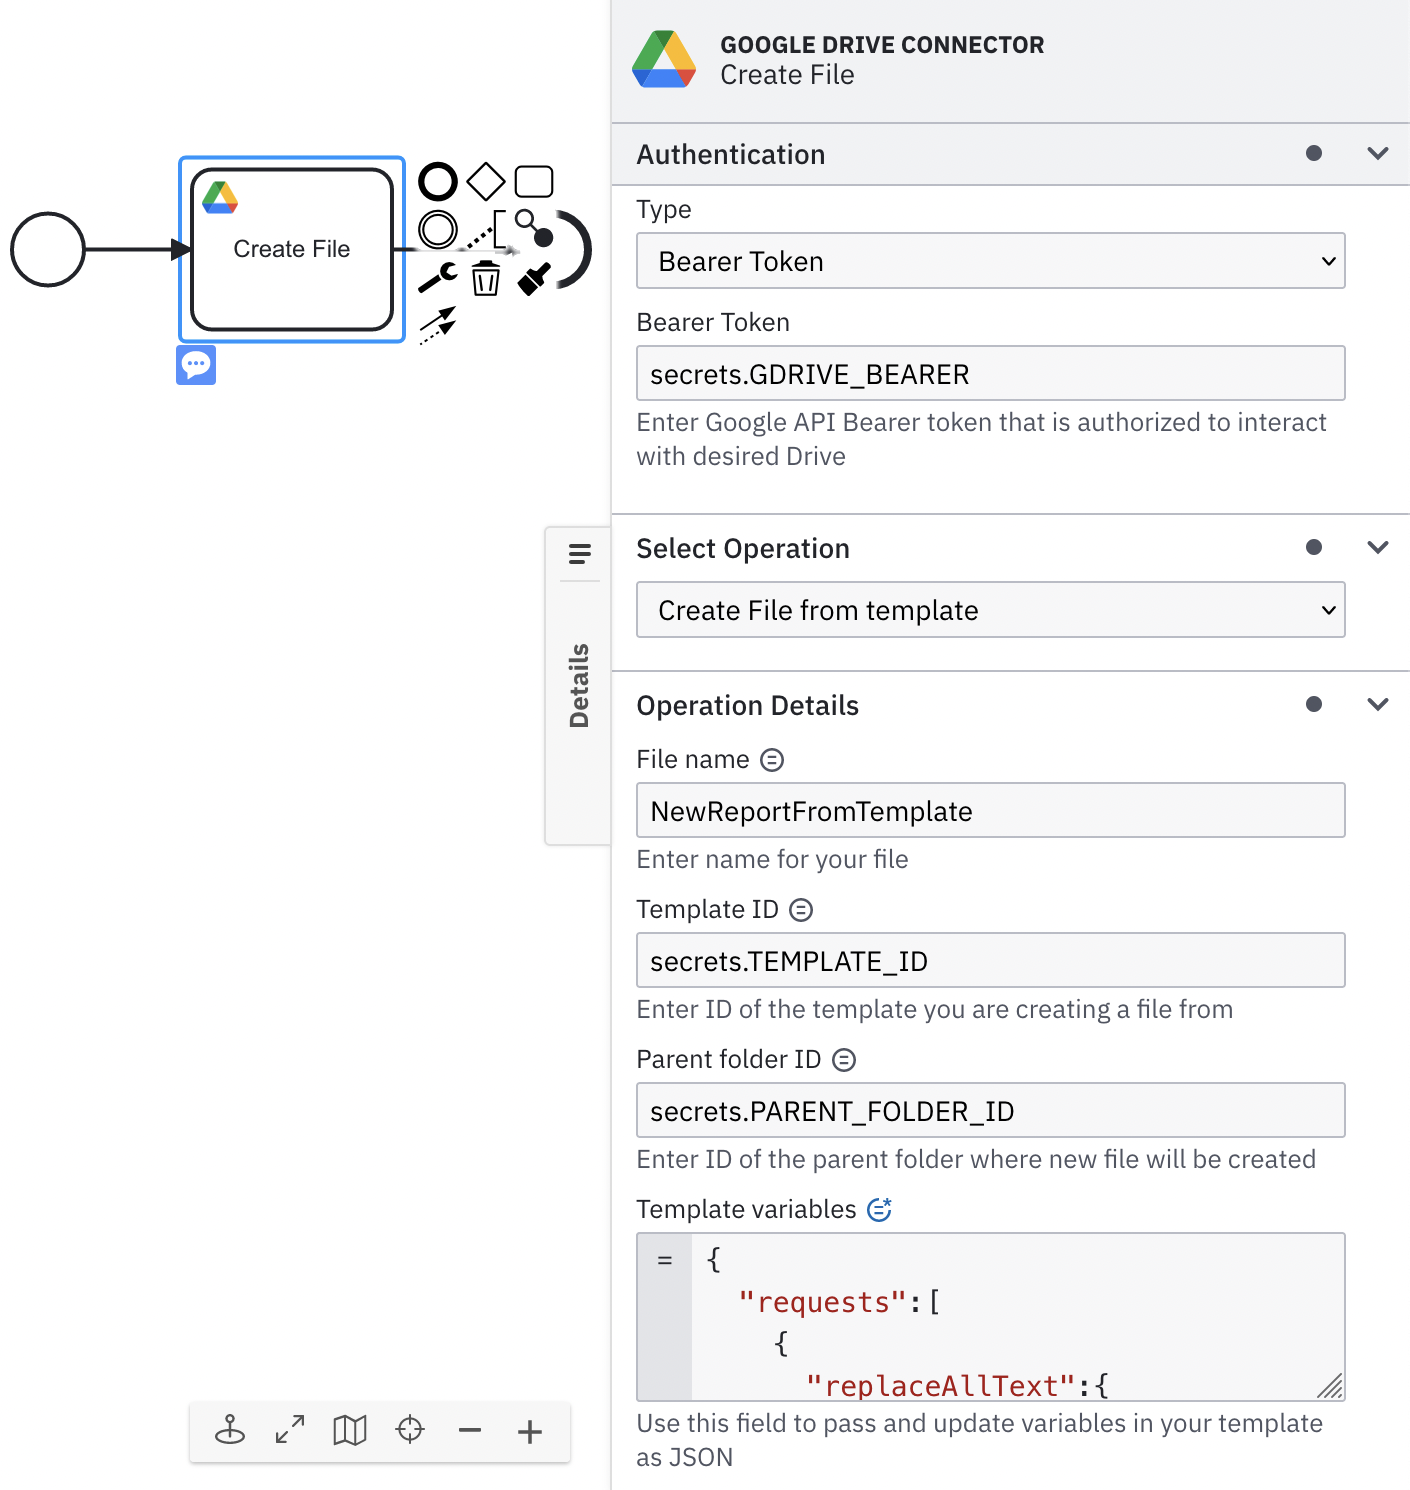 GOOGLE DRIVE CONNECTOR
Create File
Authentication
Type
Bearer Token
Bearer Token
secrets.GDRIVE_BEARER
Enter Google API Bearer token that is authorized to interact
with desired Drive
Select Operation
Create File from template
Operation Details
File name
NewReportFromTemplate
Enter name for your file
Template ID
secrets.TEMPLATE_ID
Enter ID of the template you are creating a file from
Parent folder ID
secrets.PARENT_FOLDER_ID
Enter ID of the parent folder where new file will be created
Template variables
= {
"requests":[
{
"replaceAllText":{
Use this field to pass and update variables in your template
as JSON
Create File
Details